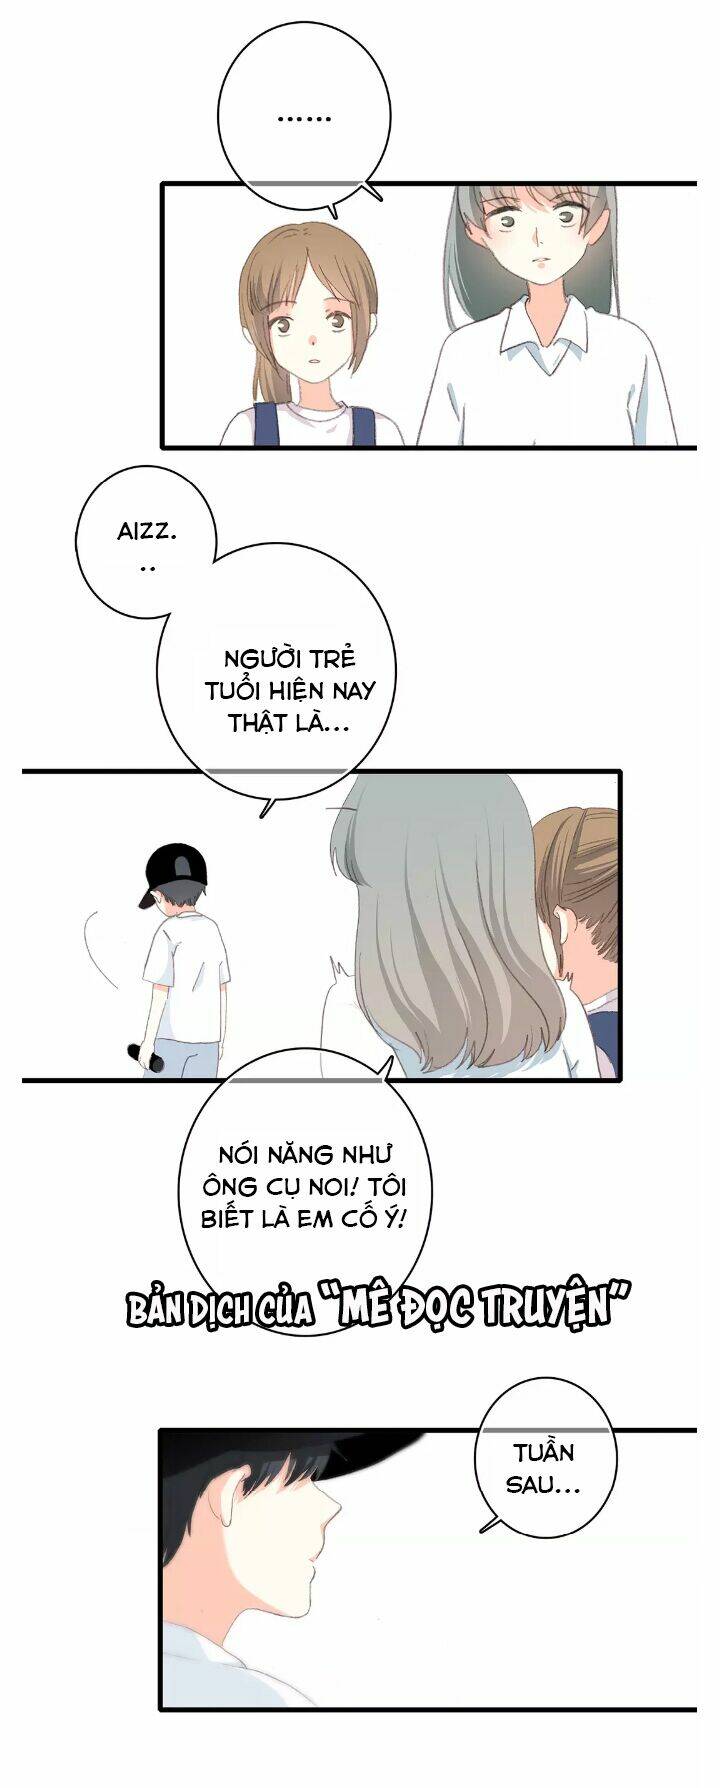 ......
AIZZ.
..
NGƯỜI TRẺ
TUỔI HIỆN NAY
THẬT LÀ...
NÓI NĂNG NHƯ
ÔNG CỤ NON! TÔI
BIẾT LÀ EM CỐ Ý!
BẢN DỊCH CỦA "MÊ ĐỌC TRUYỆN"
TUẦN
SAU...